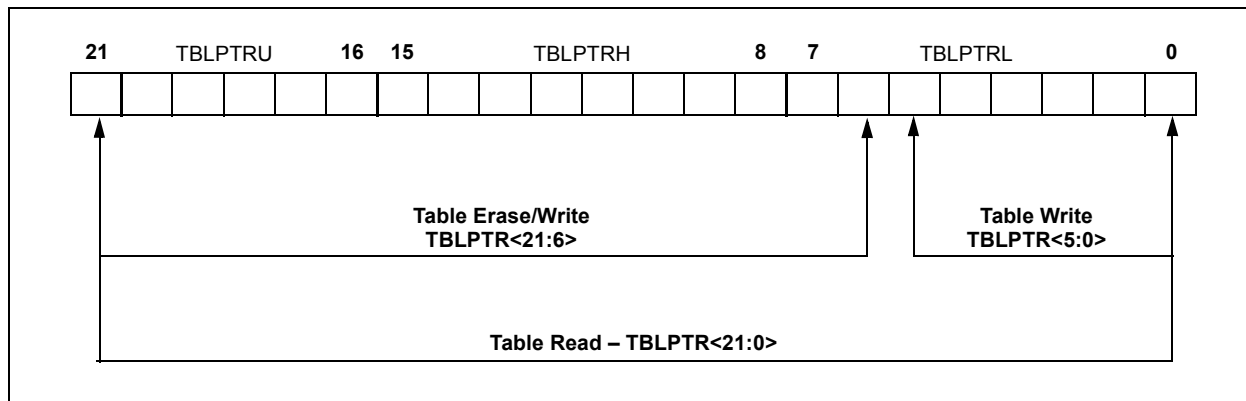 21 TBLPTRU 16 15 TBLPTRH 8 7 TBLPTRL 0
Table Erase/Write
TBLPTR<21:6>
Table Write
TBLPTR<5:0>
Table Read – TBLPTR<21:0>